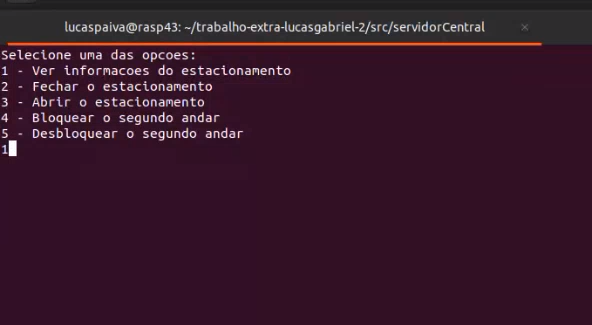 lucaspaiva@rasp43: ~/trabalho-extra-lucasgabriel-2/src/servidorCentral
Selecione uma das opcoes:
1 - Ver informacoes do estacionamento
2 - Fechar o estacionamento
3 - Abrir o estacionamento
4 - Bloquear o segundo andar
5 - Desbloquear o segundo andar
1